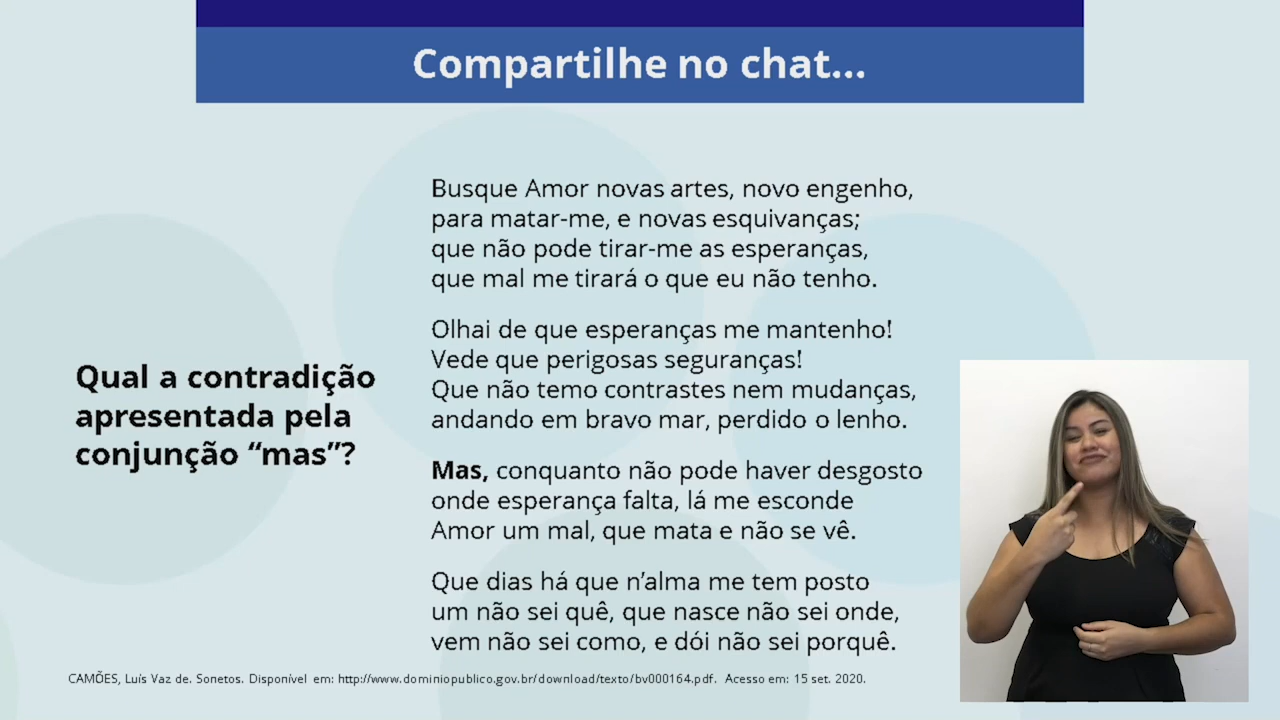 Compartilhe no chat...
Qual a contradição
apresentada pela
conjunção “mas”?
Busque Amor novas artes, novo engenho,
para matar-me, e novas esquivanças;
que não pode tirar-me as esperanças,
que mal me tirará o que eu não tenho.
Olhai de que esperanças me mantenho!
Vede que perigosas seguranças!
Que não temo contrastes nem mudanças,
andando em bravo mar, perdido o lenho.
Mas, conquanto não pode haver desgosto
onde esperança falta, lá me esconde
Amor um mal, que mata e não se vê.
Que dias há que n’alma me tem posto
um não sei quê, que nasce não sei onde,
vem não sei como, e dói não sei porquê.
CAMÕES, Luís Vaz de. Sonetos. Disponível em: http://www.dominiopublico.gov.br/download/texto/bv000164.pdf. Acesso em: 15 set. 2020.